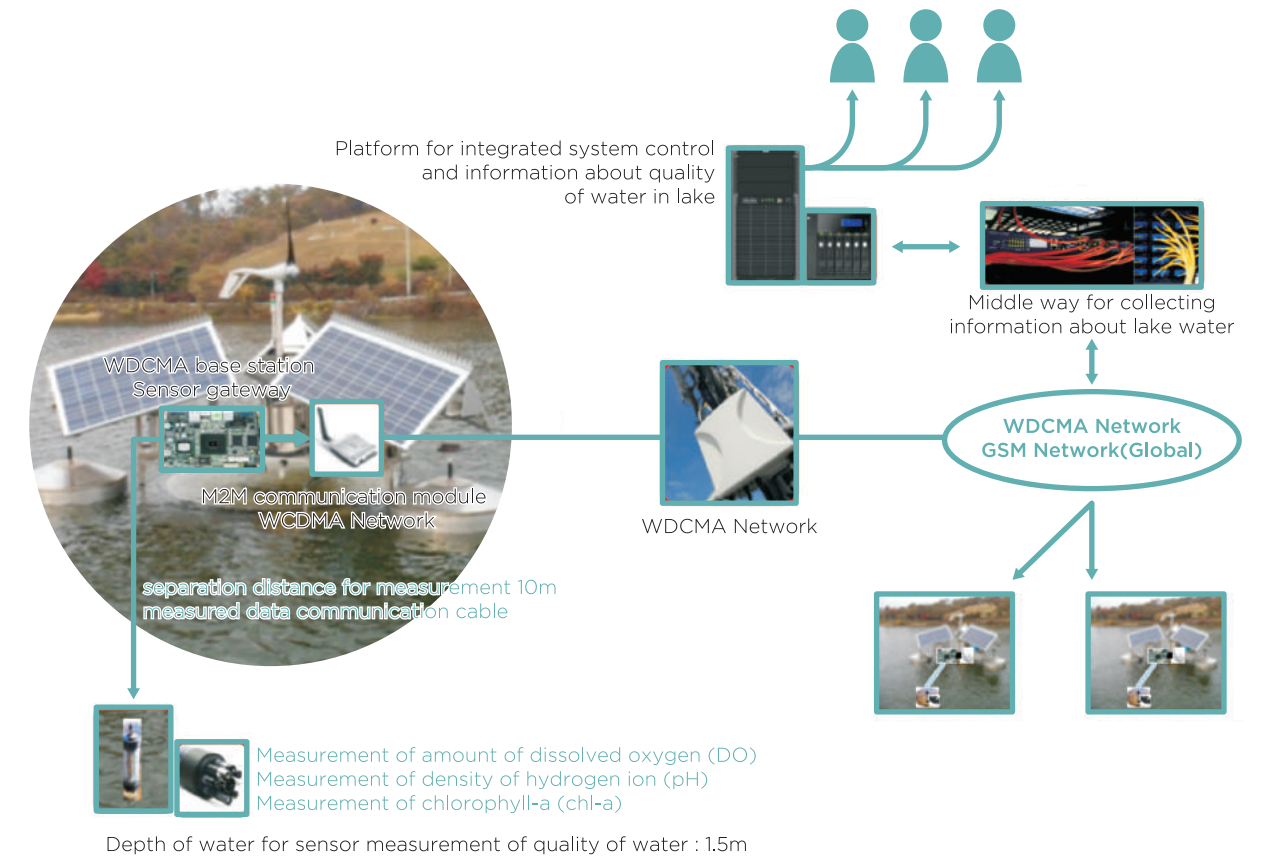 Platform for integrated system control
and information about quality
of water in lake
Middle way for collecting
information about lake water
WDCMA base station
Sensor gateway
M2M communication module
WCDMA Network
WDCMA Network
WDCMA Network
GSM Network(Global)
separation distance for measurement 10m
measured data communication cable
Measurement of amount of dissolved oxygen (DO)
Measurement of density of hydrogen ion (pH)
Measurement of chlorophyll-a (chl-a)
Depth of water for sensor measurement of quality of water : 1.5m